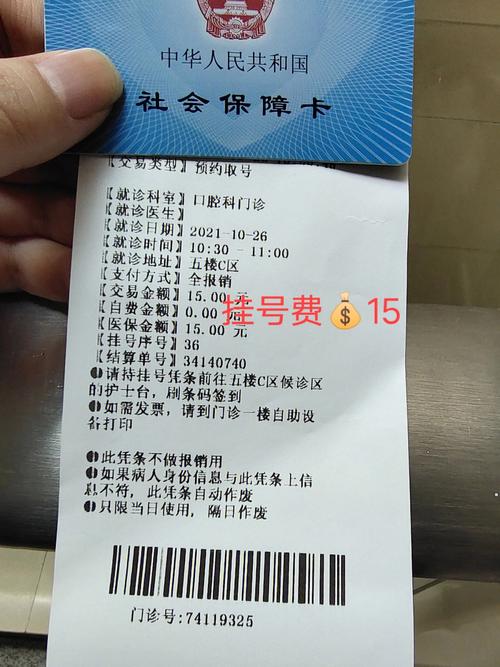 中华人民共和国
社会保障卡
【交易类型】预约取号
【就诊科室】口腔科门诊
【就诊医生】
【就诊日期】2021-10-26
【就诊时间】10:30 - 11:00
【就诊地址】五楼C区
【支付方式】全报销
【交易金额】15.00 元
【自费金额】0.00 元
【医保金额】15.00 元
挂号费💰15
【挂号序号】36
【结算单号】34140740
●请持挂号凭条前往五楼C区候诊区
的护士台，刷条码签到
●如需发票，请到门诊一楼自助设
备打印
●此凭条不做报销用
●如果病人身份信息与此凭条上信
息不符，此凭条自动作废
●只限当日使用，隔日作废
门诊号:74119325